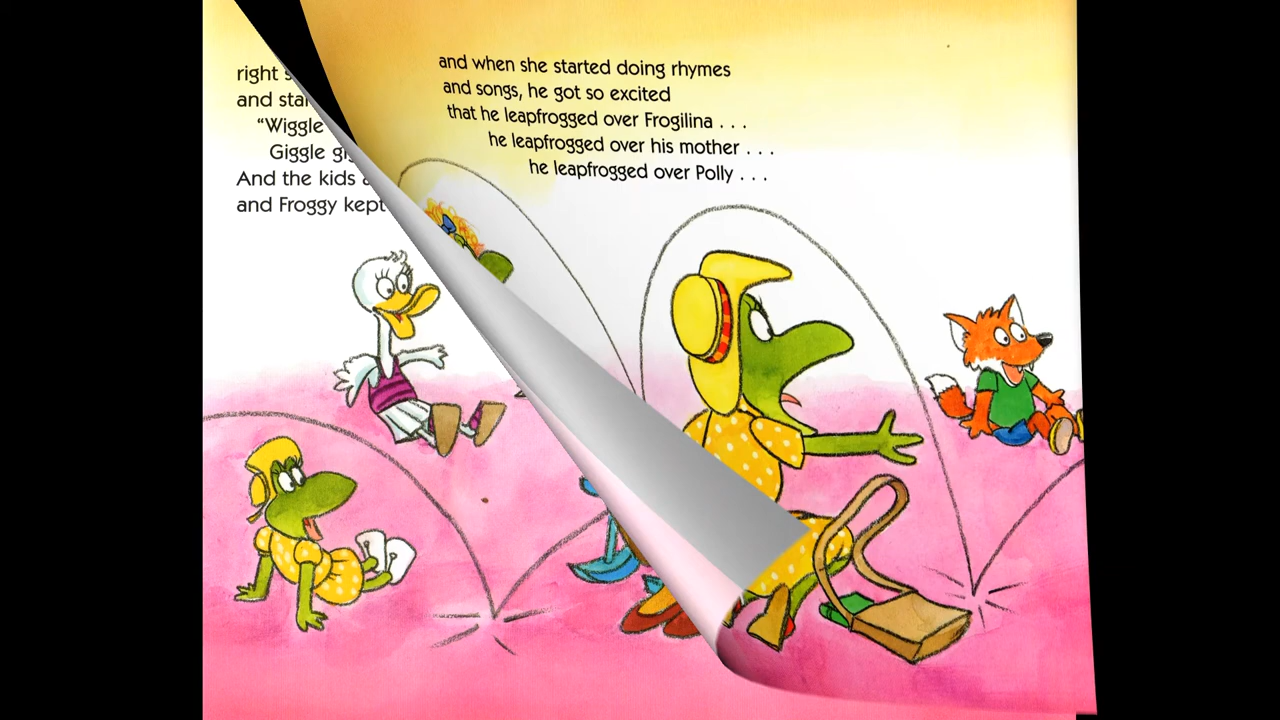 right
and
"Wiggle
Giggle
And the kids
and Froggy kept
and when she started doing rhymes
and songs, he got so excited
that he leapfrogged over Frogilina . . .
he leapfrogged over his mother . . .
he leapfrogged over Polly . . .